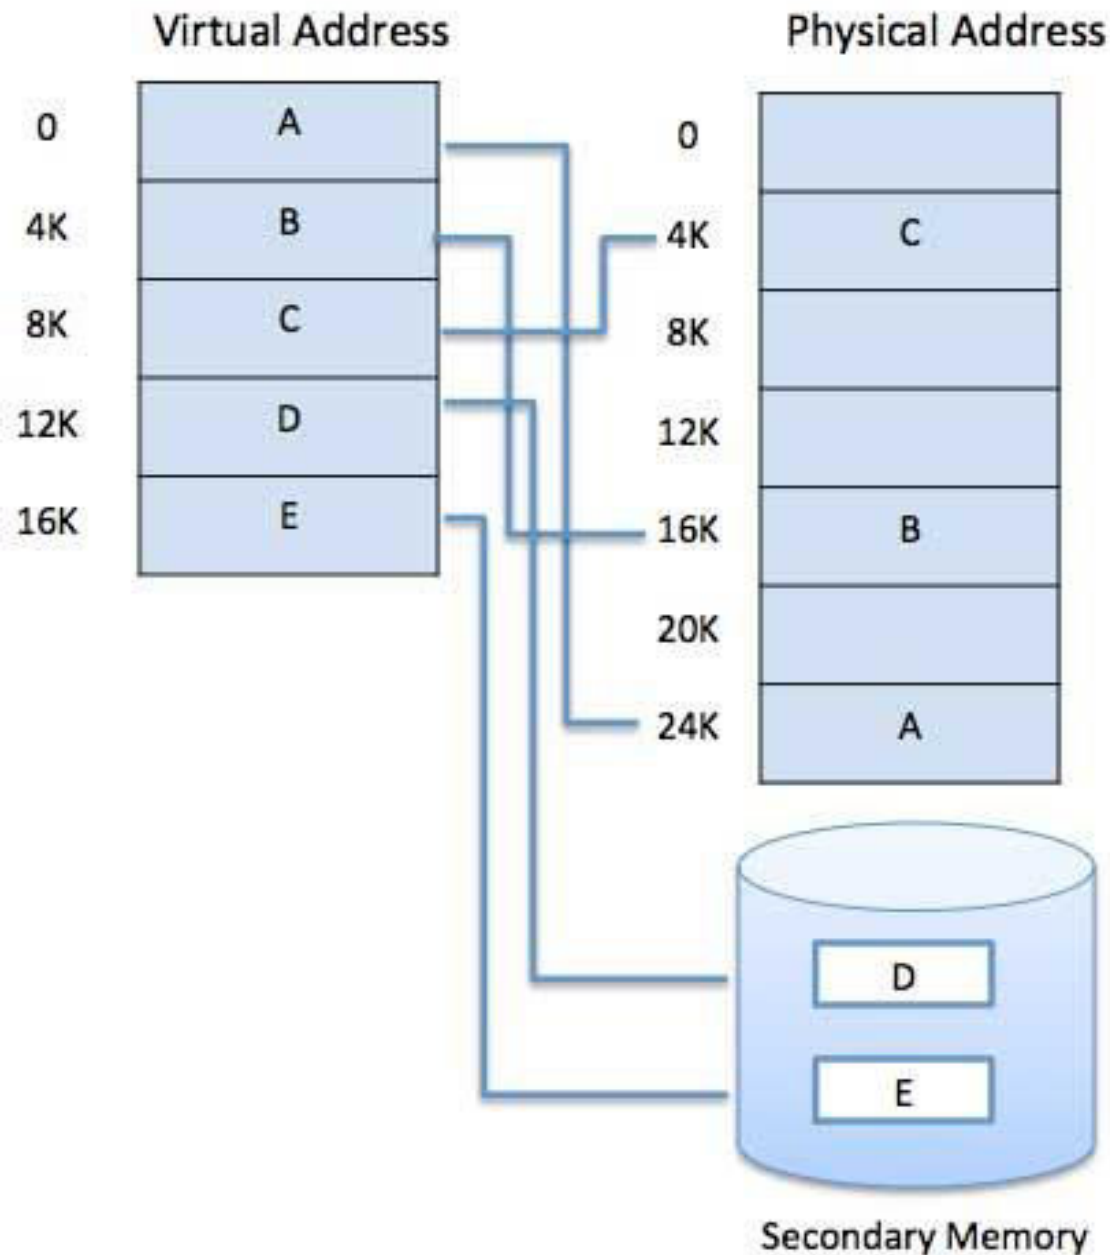 Virtual Address
0
A
4K
B
8K
C
12K
D
16K
E
Physical Address
0
4K
C
8K
12K
16K
B
20K
24K
A
D
E
Secondary Memory